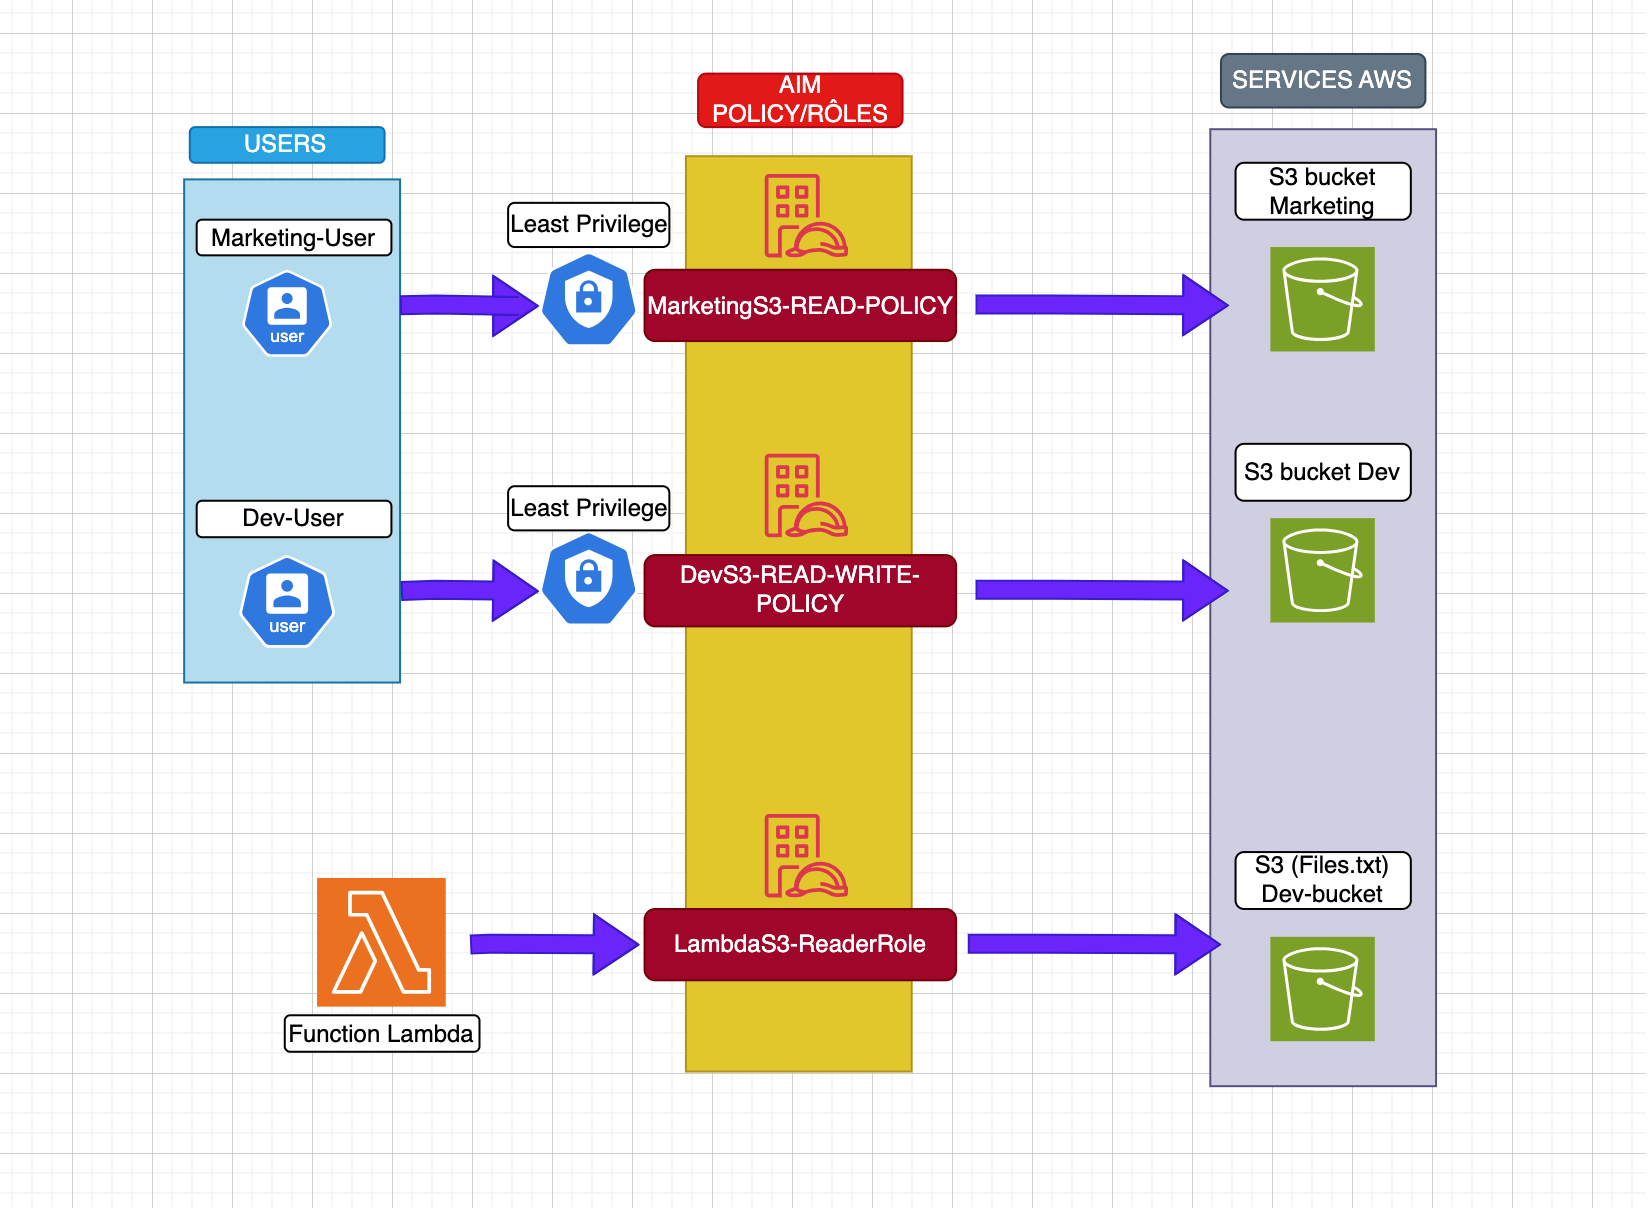 USERS
Marketing-User
user
Dev-User
user
Function Lambda
Least Privilege
Least Privilege
AIM
POLICY/RÔLES
MarketingS3-READ-POLICY
DevS3-READ-WRITE-
POLICY
LambdaS3-ReaderRole
SERVICES AWS
S3 bucket
Marketing
S3 bucket Dev
S3 (Files.txt)
Dev-bucket